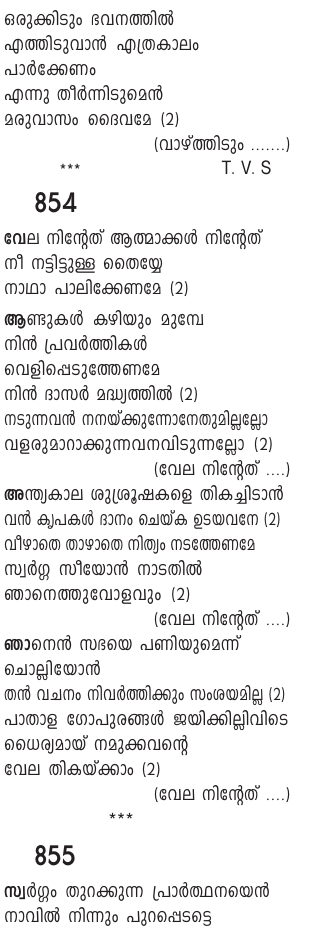 ഒരുക്കിടും ഭവനത്തിൽ
എത്തിടുവാൻ എത്രകാലം
പാർക്കേണം
എന്നു തീർന്നിടുമെൻ
മരുവാസം ദൈവമേ (2)
(വാഴ്ത്തിടും .......)
*** T. V. S
854
വേല നിന്റേത് ആത്മാക്കൾ നിന്റേത്
നീ നട്ടിട്ടുള്ള തൈയ്യേ
നാഥാ പാലിക്കേണമേ (2)
ആണ്ടുകൾ കഴിയും മുമ്പേ
നിൻ പ്രവർത്തികൾ
വെളിപ്പെടുത്തേണമേ
നിൻ ദാസർ മദ്ധ്യത്തിൽ (2)
നടുന്നവൻ നനയ്ക്കുന്നോനേതുമില്ലല്ലോ
വളരുമാറാക്കുന്നവനവിടുന്നല്ലോ (2)
(വേല നിന്റേത് ....)
അന്ത്യകാല ശുശ്രൂഷകളെ തികച്ചിടാൻ
വൻ കൃപകൾ ദാനം ചെയ്ക ഉടയവനേ (2)
വീഴാതെ താഴാതെ നിത്യം നടത്തേണമേ
സ്വർഗ്ഗ സീയോൻ നാടതിൽ
ഞാനെത്തുവോളവും (2)
(വേല നിന്റേത് ....)
ഞാനെൻ സഭയെ പണിയുമെന്ന്
ചൊല്ലിയോൻ
തൻ വചനം നിവർത്തിക്കും സംശയമില്ല (2)
പാതാള ഗോപുരങ്ങൾ ജയിക്കില്ലിവിടെ
ധൈര്യമായ് നമുക്കവന്റെ
വേല തികയ്ക്കാം (2)
(വേല നിന്റേത് ....)
***
855
സ്വർഗ്ഗം തുറക്കുന്ന പ്രാർത്ഥനയെൻ
നാവിൽ നിന്നും പുറപ്പെടട്ടെ